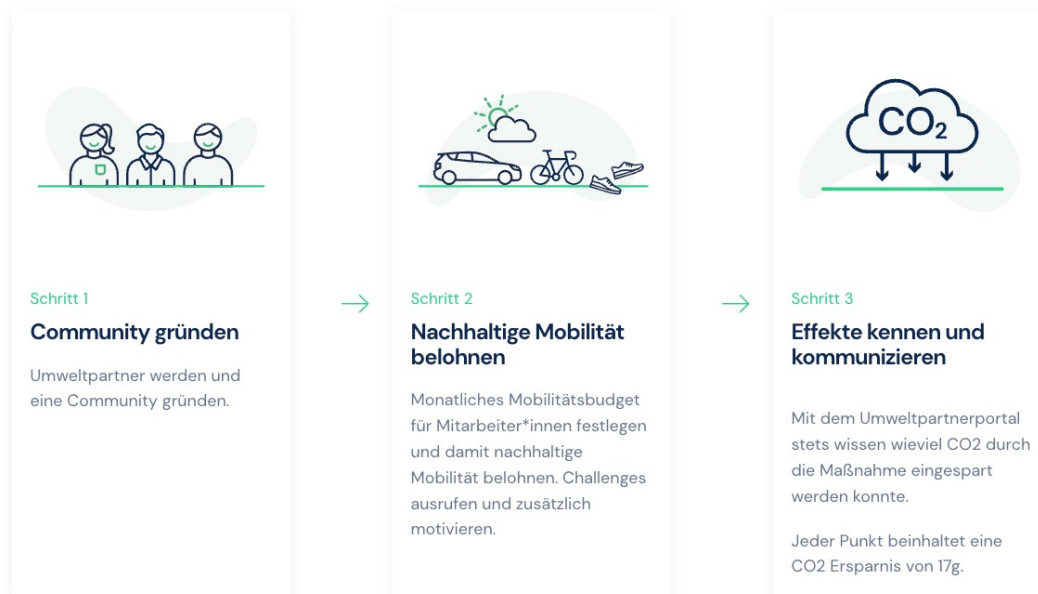 Schritt 1
Community gründen
Umweltpartner werden und
eine Community gründen.
Schritt 2
Nachhaltige Mobilität
belohnen
Monatliches Mobilitätsbudget
für Mitarbeiter*innen festlegen
und damit nachhaltige
Mobilität belohnen. Challenges
ausrufen und zusätzlich
motivieren.
CO₂
Schritt 3
Effekte kennen und
kommunizieren
Mit dem Umweltpartnerportal
stets wissen wieviel CO2 durch
die Maßnahme eingespart
werden konnte.
Jeder Punkt beinhaltet eine
CO2 Ersparnis von 17g.